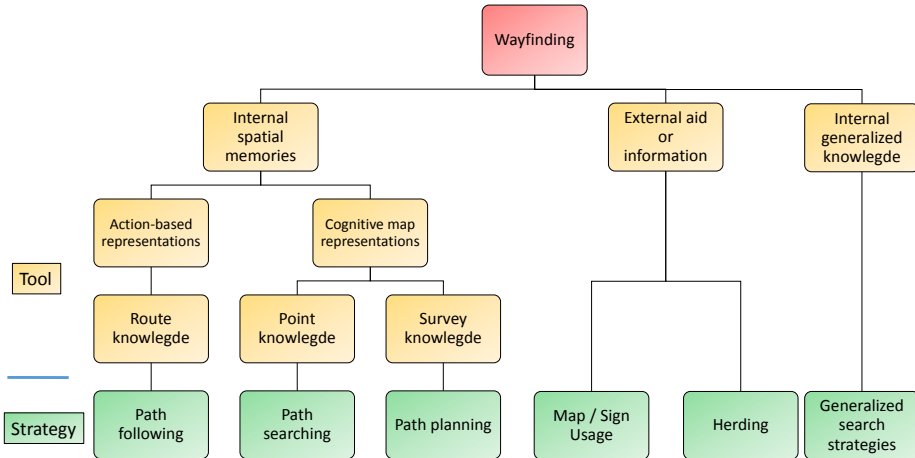 Wayfinding
Internal
spatial
memories
External aid
or
information
Internal
generalized
knowlegde
Action-based
representations
Cognitive map
representations
Tool
Route
knowlegde
Point
knowlegde
Survey
knowlegde
Strategy
Path
following
Path
searching
Path planning
Map / Sign
Usage
Herding
Generalized
search
strategies